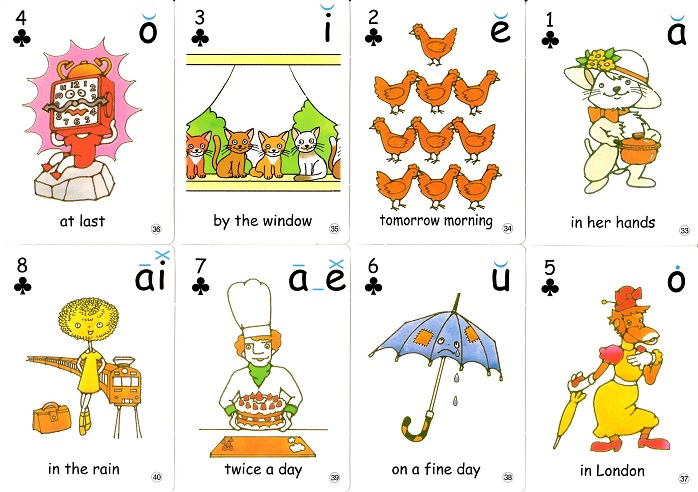 4 ŏ
at last
36
3 ĭ
by the window
35
2 ĕ
tomorrow morning
34
1 ă
in her hands
33
8 āi
in the rain
40
7 ā_e
twice a day
39
6 ŭ
on a fine day
38
5 ȯ
in London
37